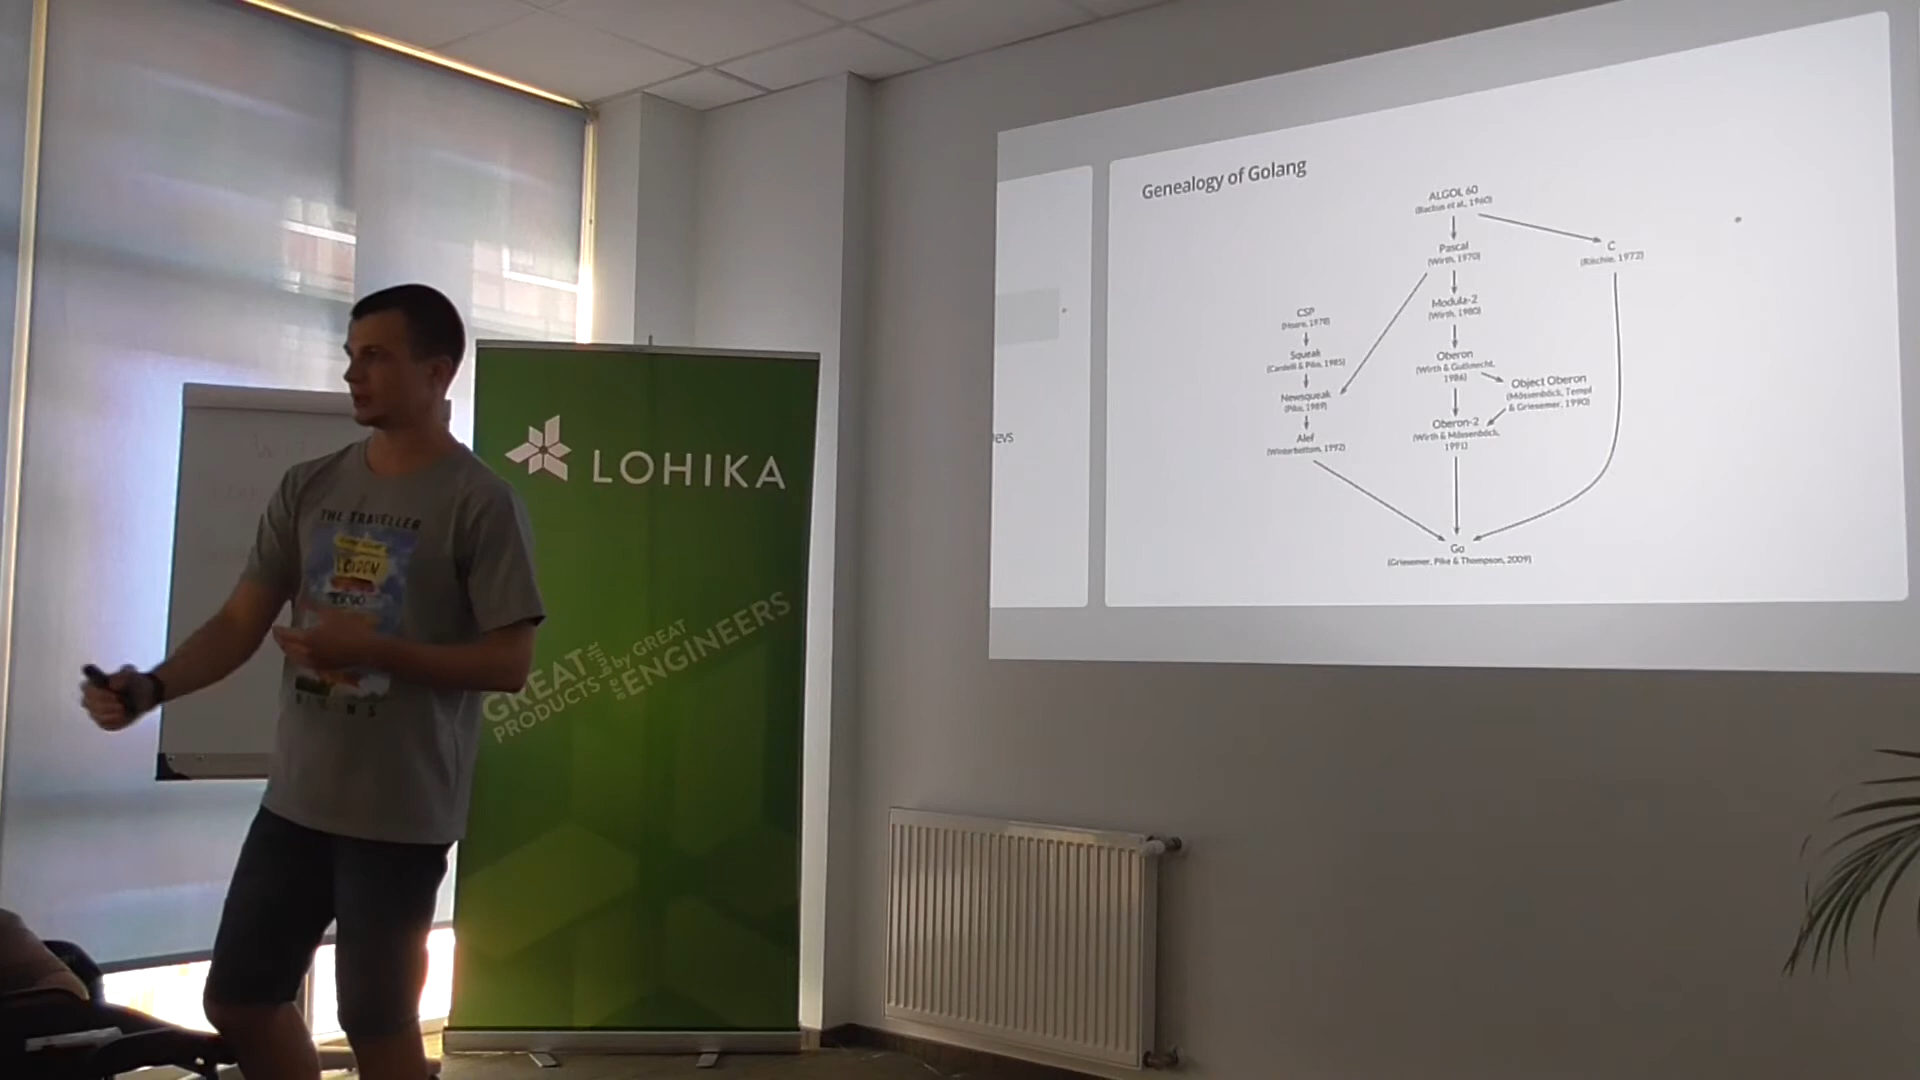 THE TRAVELLER
LONDON
TOKYO
LOHIKA
GREAT
PRODUCTS
are built
by GREAT
ENGINEERS
evs
Genealogy of Golang
ALGOL 60
(Backus et al., 1960)
Pascal
(Wirth, 1970)
C
(Ritchie, 1972)
Modula-2
(Wirth, 1980)
CSP
(Hoare, 1978)
Squeak
(Cardelli & Pike, 1985)
Oberon
(Wirth & Gutknecht,
1986)
Object Oberon
(Mössenböck, Templ
& Griesemer, 1990)
Newsqueak
(Pike, 1989)
Oberon-2
(Wirth & Mössenböck,
1991)
Alef
(Winterbottom, 1992)
Go
(Griesemer, Pike & Thompson, 2009)